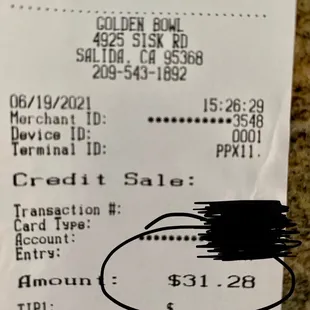 GOLDEN BOWL
4925 SISK RD
SALIDA, CA 95368
209-543-1892
06/19/2021 15:26:29
Merchant ID: ●●●●●●●●●●●3548
Device ID: 0001
Terminal ID: PPX11.
Credit Sale:
Transaction #:
Card Type:
Account: ●●●●●●●●
Entry:
Amount: $31.28
TIP1: $